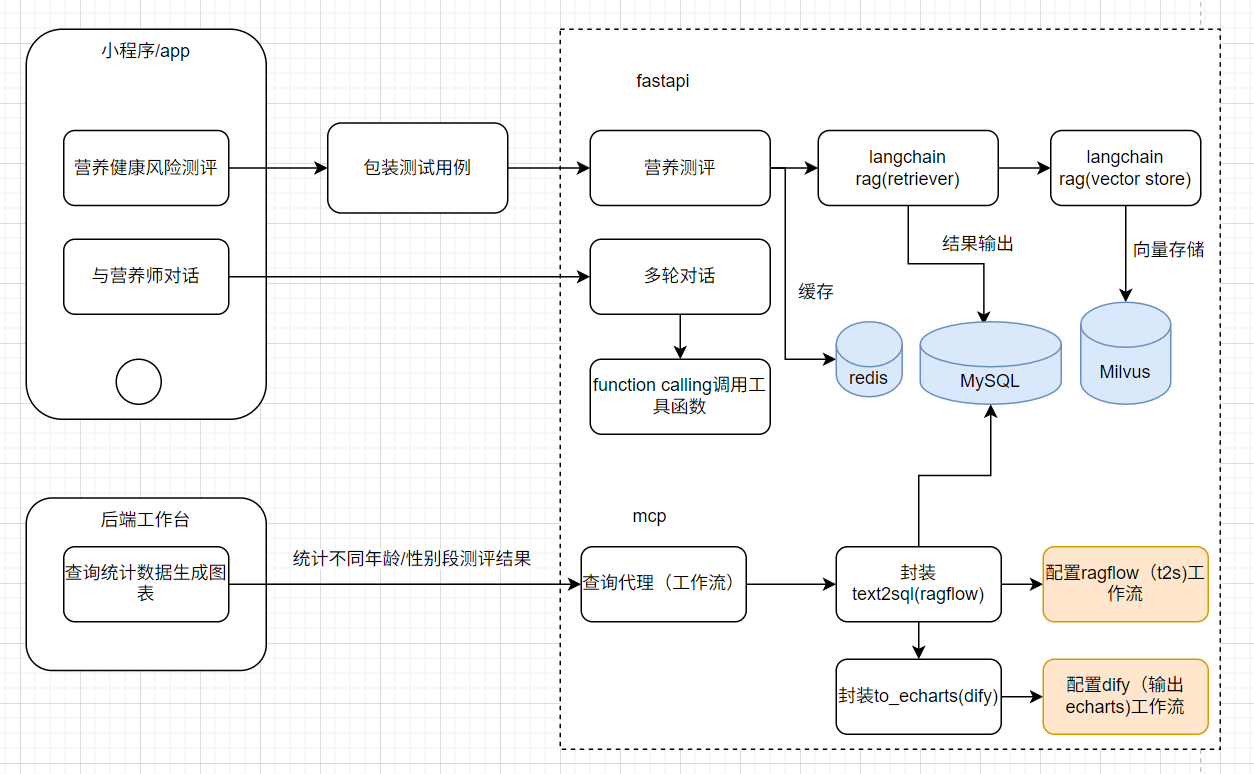 小程序/app
fastapi
营养健康风险测评
包装测试用例
营养测评
langchain
rag(retriever)
langchain
rag(vector store)
与营养师对话
多轮对话
结果输出
向量存储
缓存
function calling调用工
具函数
redis
MySQL
Milvus
后端工作台
mcp
查询统计数据生成图
表
统计不同年龄/性别段测评结果
查询代理（工作流）
封装
text2sql(ragflow)
配置ragflow（t2s)工
作流
封装to_echarts(dify)
配置dify（输出
echarts)工作流